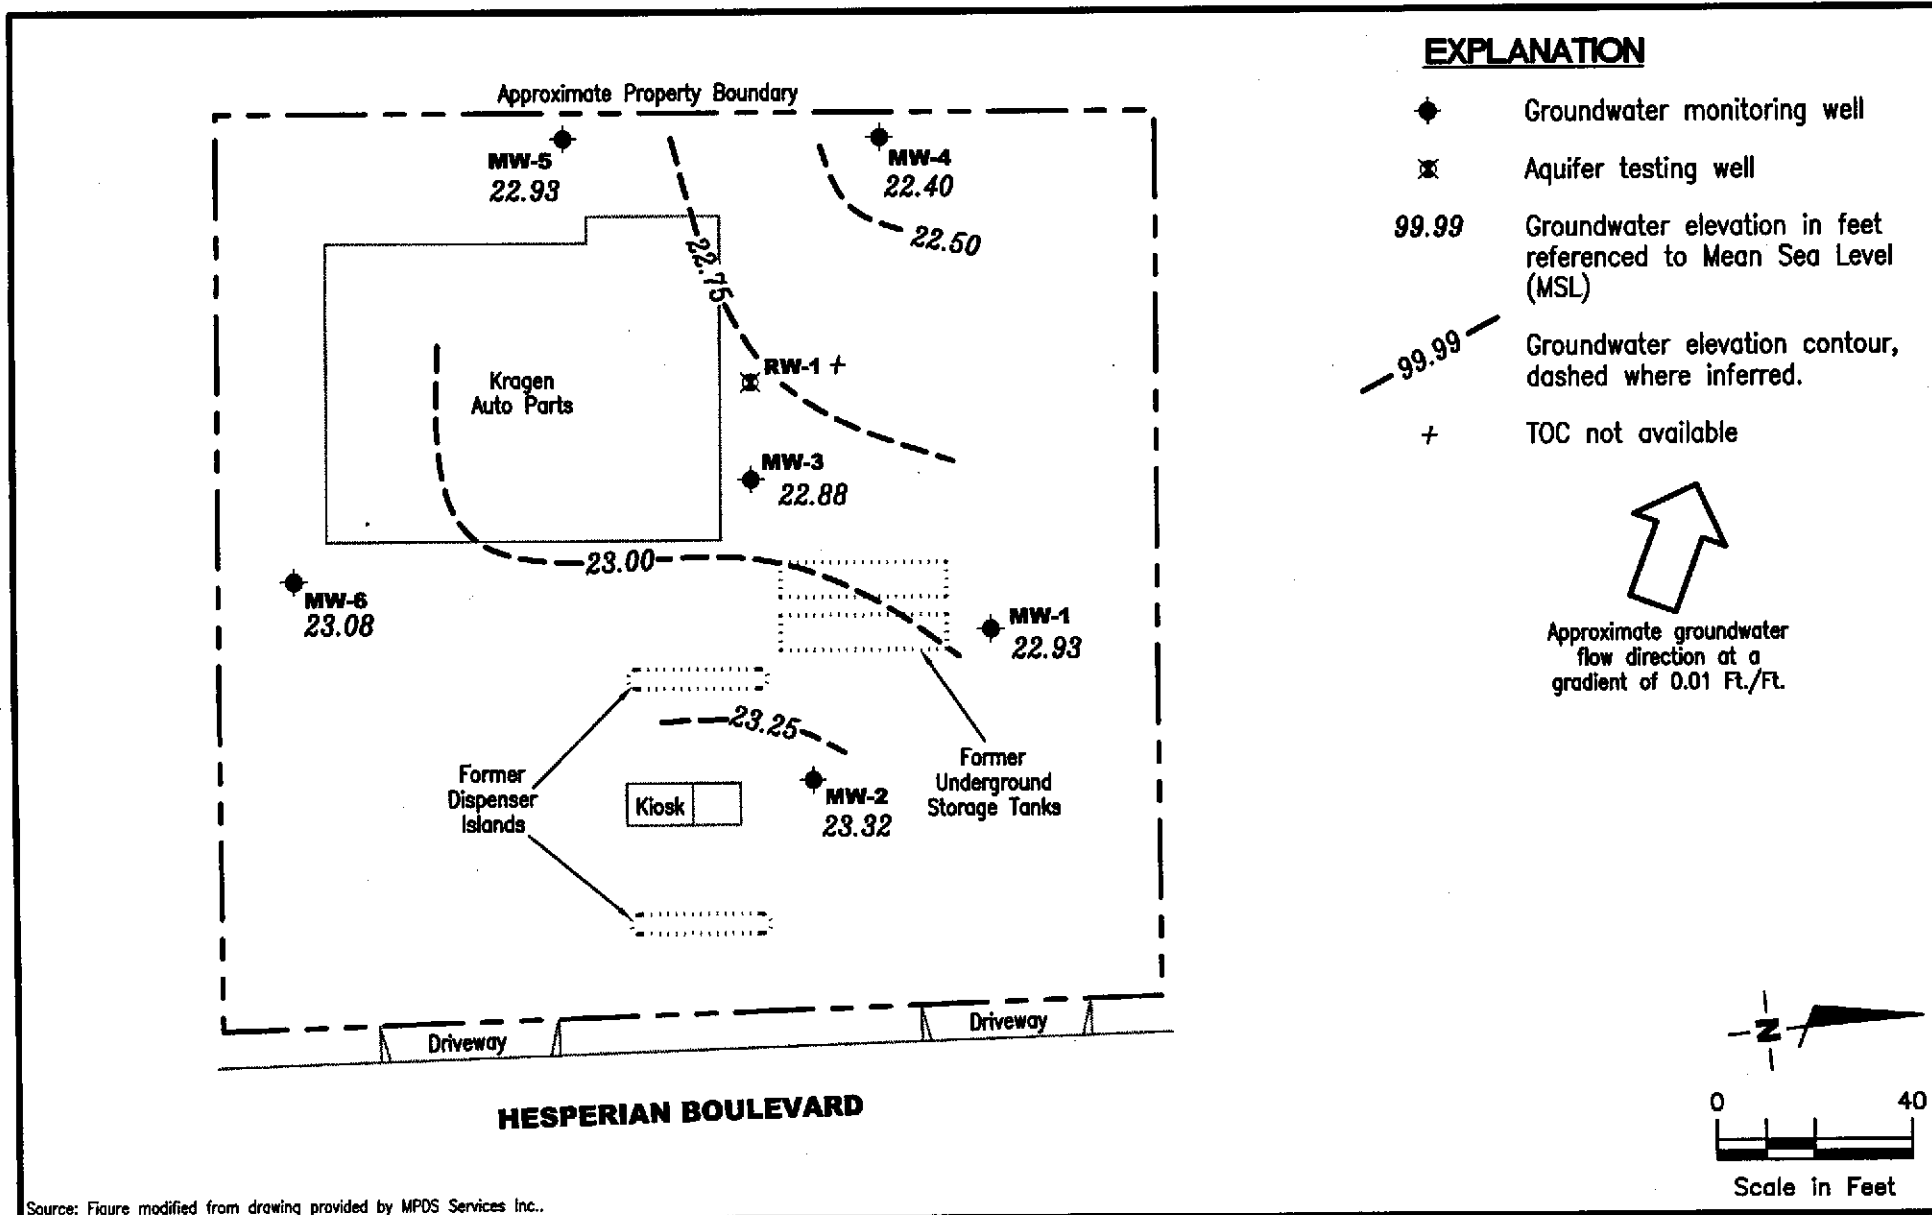 EXPLANATION
Groundwater monitoring well
Aquifer testing well
99.99
Groundwater elevation in feet
referenced to Mean Sea Level
(MSL)
99.99
Groundwater elevation contour,
dashed where inferred.
+
TOC not available
Approximate groundwater
flow direction at a
gradient of 0.01 Ft./Ft.
Approximate Property Boundary
MW-5
22.93
MW-4
22.40
22.50
22.75
Kragen
Auto Parts
RW-1 +
MW-3
22.88
23.00
MW-6
23.08
MW-1
22.93
23.25
Former
Dispenser
Islands
Kiosk
MW-2
23.32
Former
Underground
Storage Tanks
Driveway
Driveway
HESPERIAN BOULEVARD
N
0 40
Scale in Feet
Source: Figure modified from drawing provided by MPDS Services Inc..